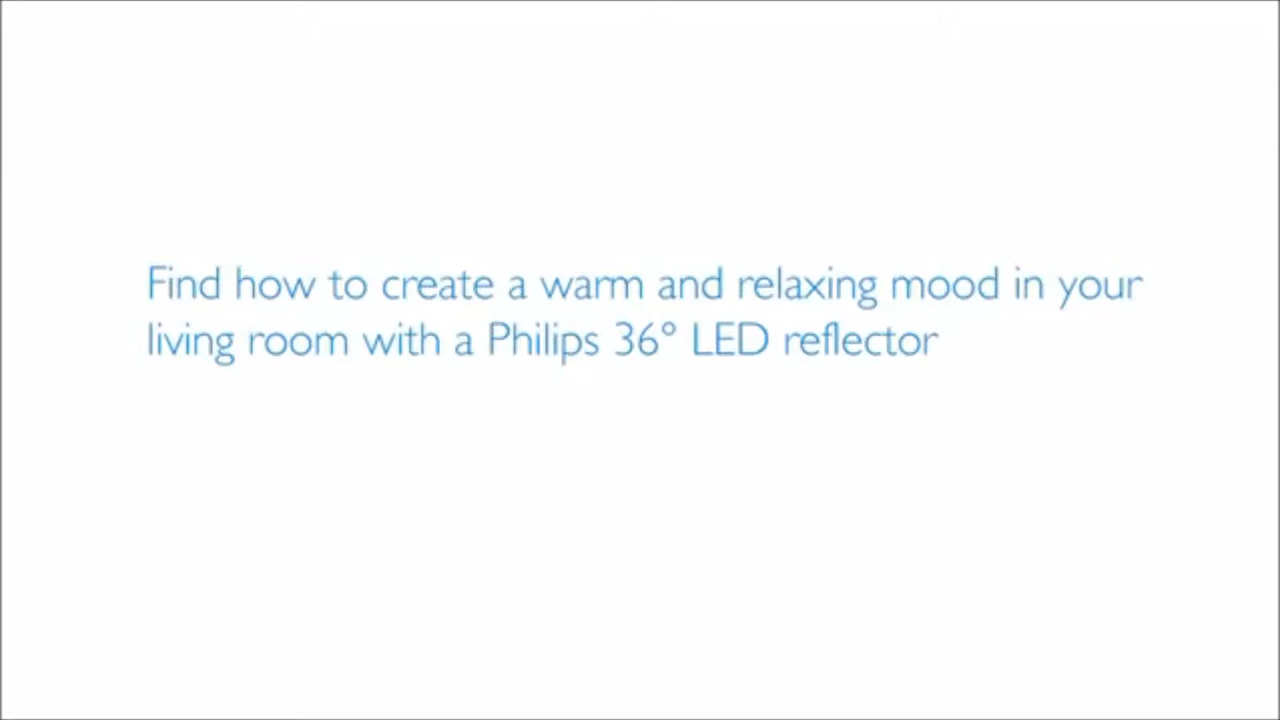 Find how to create a warm and relaxing mood in your
living room with a Philips 36° LED reflector